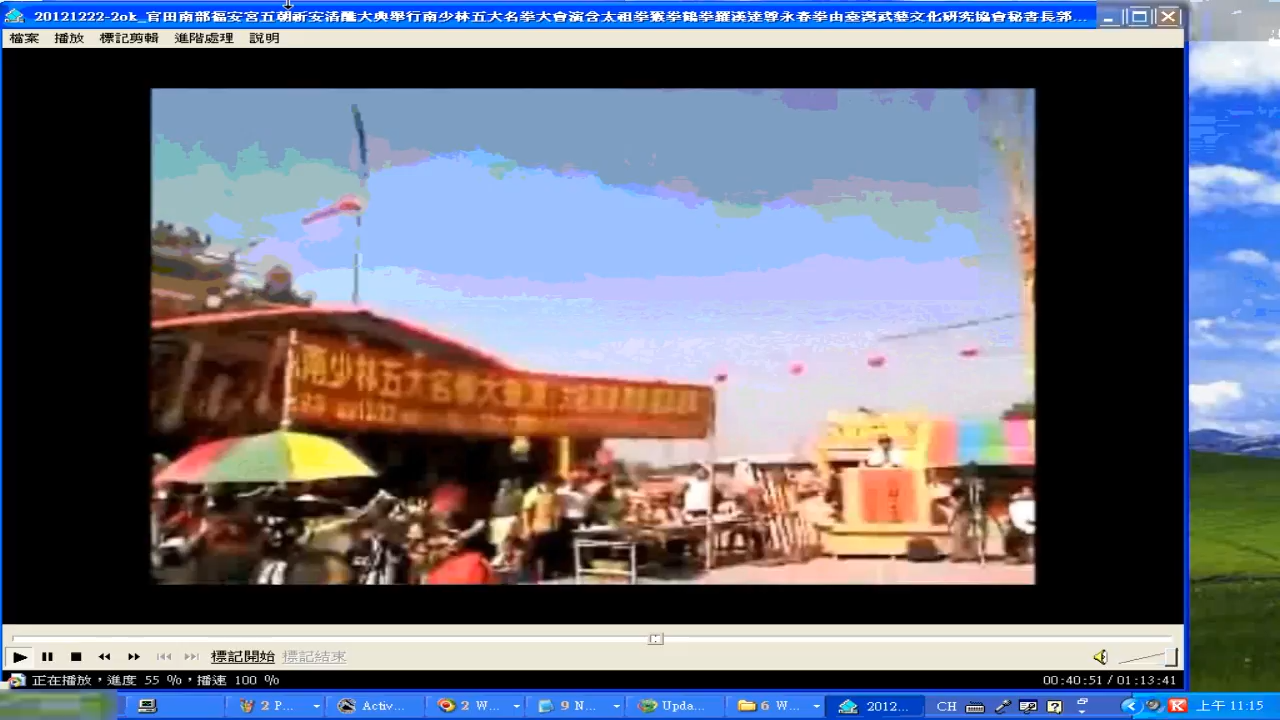 20121222-2ok_官田南部福安宮五朝祈安清醮大典舉行南少林五大名拳大會演含太祖拳猴拳鶴拳羅漢達尊永春拳由臺灣武藝文化研究協會秘書長郭...
檔案 播放 標記剪輯 進階處理 說明
南少林五大名拳大會演
標記開始 標記結束
正在播放，進度 55 %，播速 100 %
00:40:51 / 01:13:41
2 P... Activ... 2 W... 9 N... Upda... 6 W... 2012... CH 上午 11:15